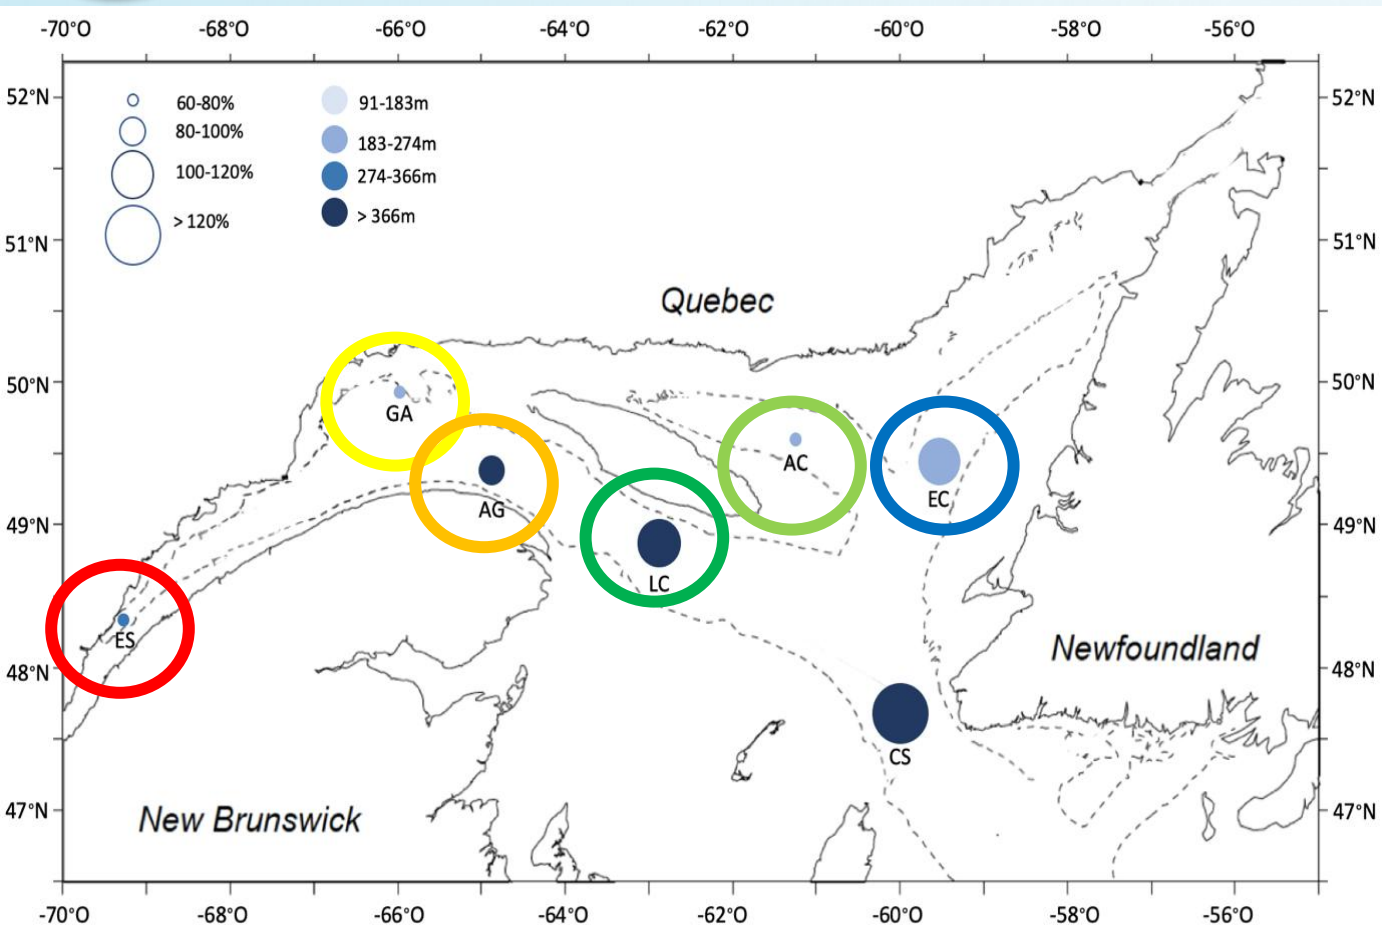 -70°O -68°O -66°O -64°O -62°O -60°O -58°O -56°O
52°N 60-80% 91-183m 52°N
80-100% 183-274m
100-120% 274-366m
> 120% > 366m
51°N 51°N
Quebec
50°N 50°N
GA
AC
EC
AG
49°N 49°N
LC
ES
Newfoundland
48°N 48°N
CS
47°N New Brunswick 47°N
-70°O -68°O -66°O -64°O -62°O -60°O -58°O -56°O